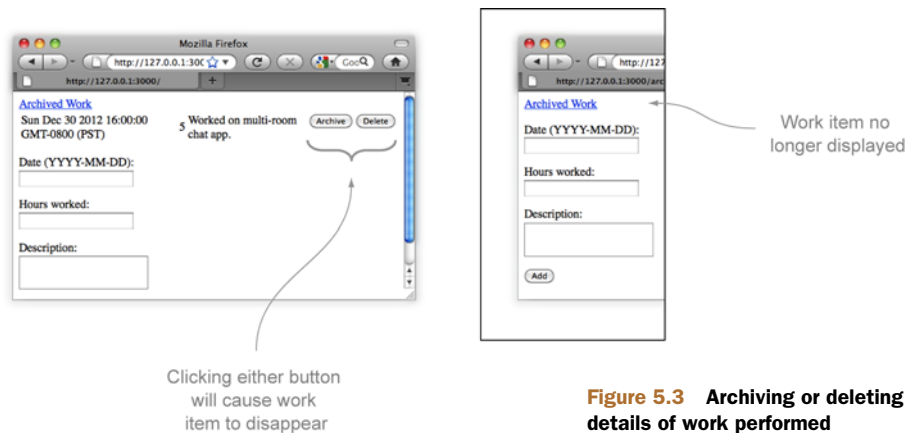 Mozilla Firefox
http://127.0.0.1:300
Goo
http://127.0.0.1:3000/
+
Archived Work
Sun Dec 30 2012 16:00:00
GMT-0800 (PST)
5 Worked on multi-room
chat app.
Archive
Delete
Date (YYYY-MM-DD):
Hours worked:
Description:
Clicking either button
will cause work
item to disappear
http://127
http://127.0.0.1:3000/arc
Archived Work
Date (YYYY-MM-DD):
Hours worked:
Description:
Add
Work item no
longer displayed
Figure 5.3 Archiving or deleting
details of work performed